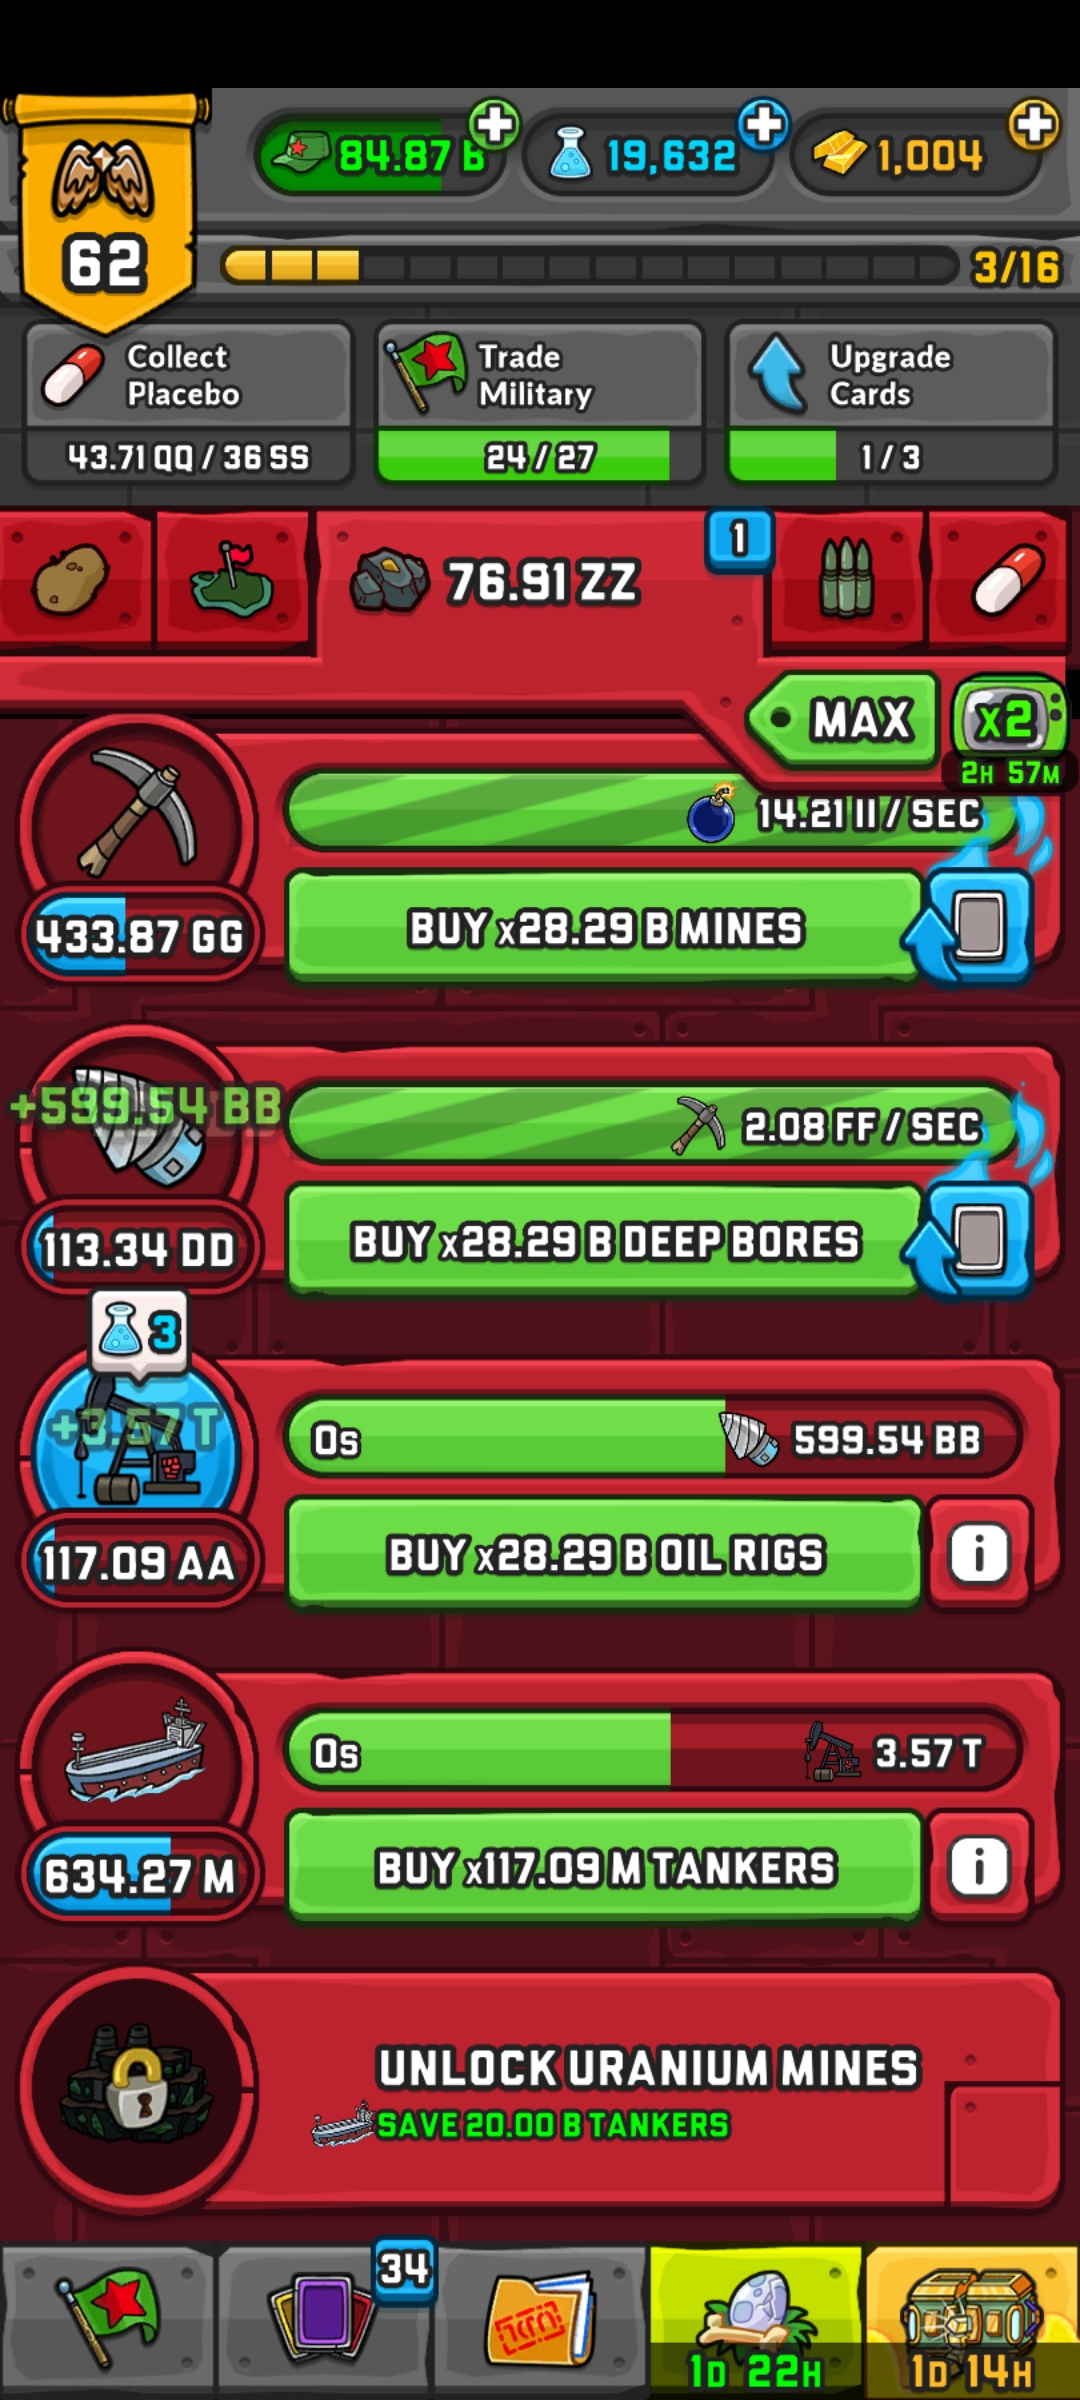 84.87 B
19,632
1,004
62
3/16
Collect
Placebo
43.71 QQ / 36 SS
Trade
Military
24 / 27
Upgrade
Cards
1 / 3
76.91 ZZ
1
MAX
x2
2H 57M
14.21 II / SEC
433.87 GG
BUY x28.29 B MINES
+599.54 BB
2.08 FF / SEC
113.34 DD
BUY x28.29 B DEEP BORES
3
+3.57 T
0s
599.54 BB
117.09 AA
BUY x28.29 B OIL RIGS
i
0s
3.57 T
634.27 M
BUY x117.09 M TANKERS
i
UNLOCK URANIUM MINES
SAVE 20.00 B TANKERS
34
1D 22H
1D 14H